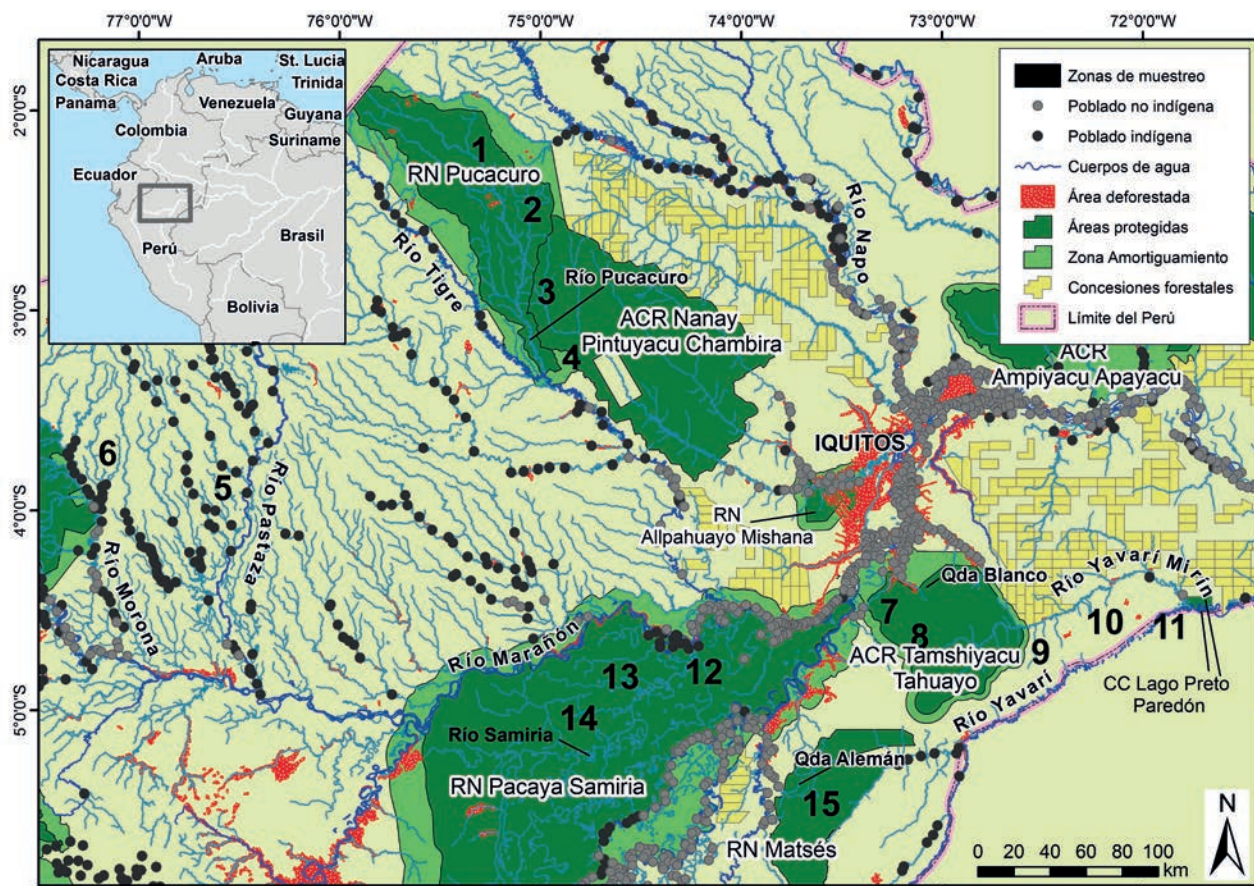 77°0'0"W
76°0'0"W
75°0'0"W
74°0'0"W
73°0'0"W
72°0'0"W
2°0'0"S
3°0'0"S
4°0'0"S
5°0'0"S
Nicaragua
Costa Rica
Panama
Aruba
St. Lucia
Trinida
Venezuela
Guyana
Suriname
Colombia
Ecuador
Perú
Brasil
Bolivia
Zonas de muestreo
Poblado no indígena
Poblado indígena
Cuerpos de agua
Área deforestada
Áreas protegidas
Zona Amortiguamiento
Concesiones forestales
Límite del Perú
1
RN Pucacuro
2
Río Napo
Río Tigre
Río Pucacuro
3
ACR Nanay
Pintuyacu Chambira
4
ACR
Ampiyacu Apayacu
IQUITOS
6
5
Río Pastaza
RN
Allpahuayo Mishana
Río Morona
Qda Blanco
Río Yavarí Mirín
7
8
9
10
11
ACR Tamshiyacu
Tahuayo
CC Lago Preto
Paredón
Río Marañón
13
12
14
Río Yavarí
Río Samiria
Qda Alemán
RN Pacaya Samiria
15
RN Matsés
N
0 20 40 60 80 100
km